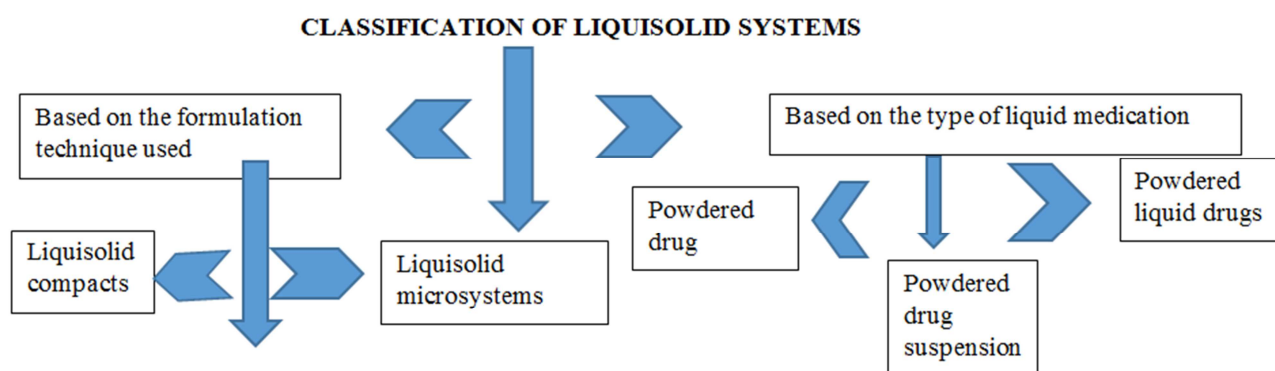 CLASSIFICATION OF LIQUISOLID SYSTEMS
Based on the formulation
technique used
Based on the type of liquid medication
Liquisolid
compacts
Liquisolid
microsystems
Powdered
drug
Powdered
drug
suspension
Powdered
liquid drugs